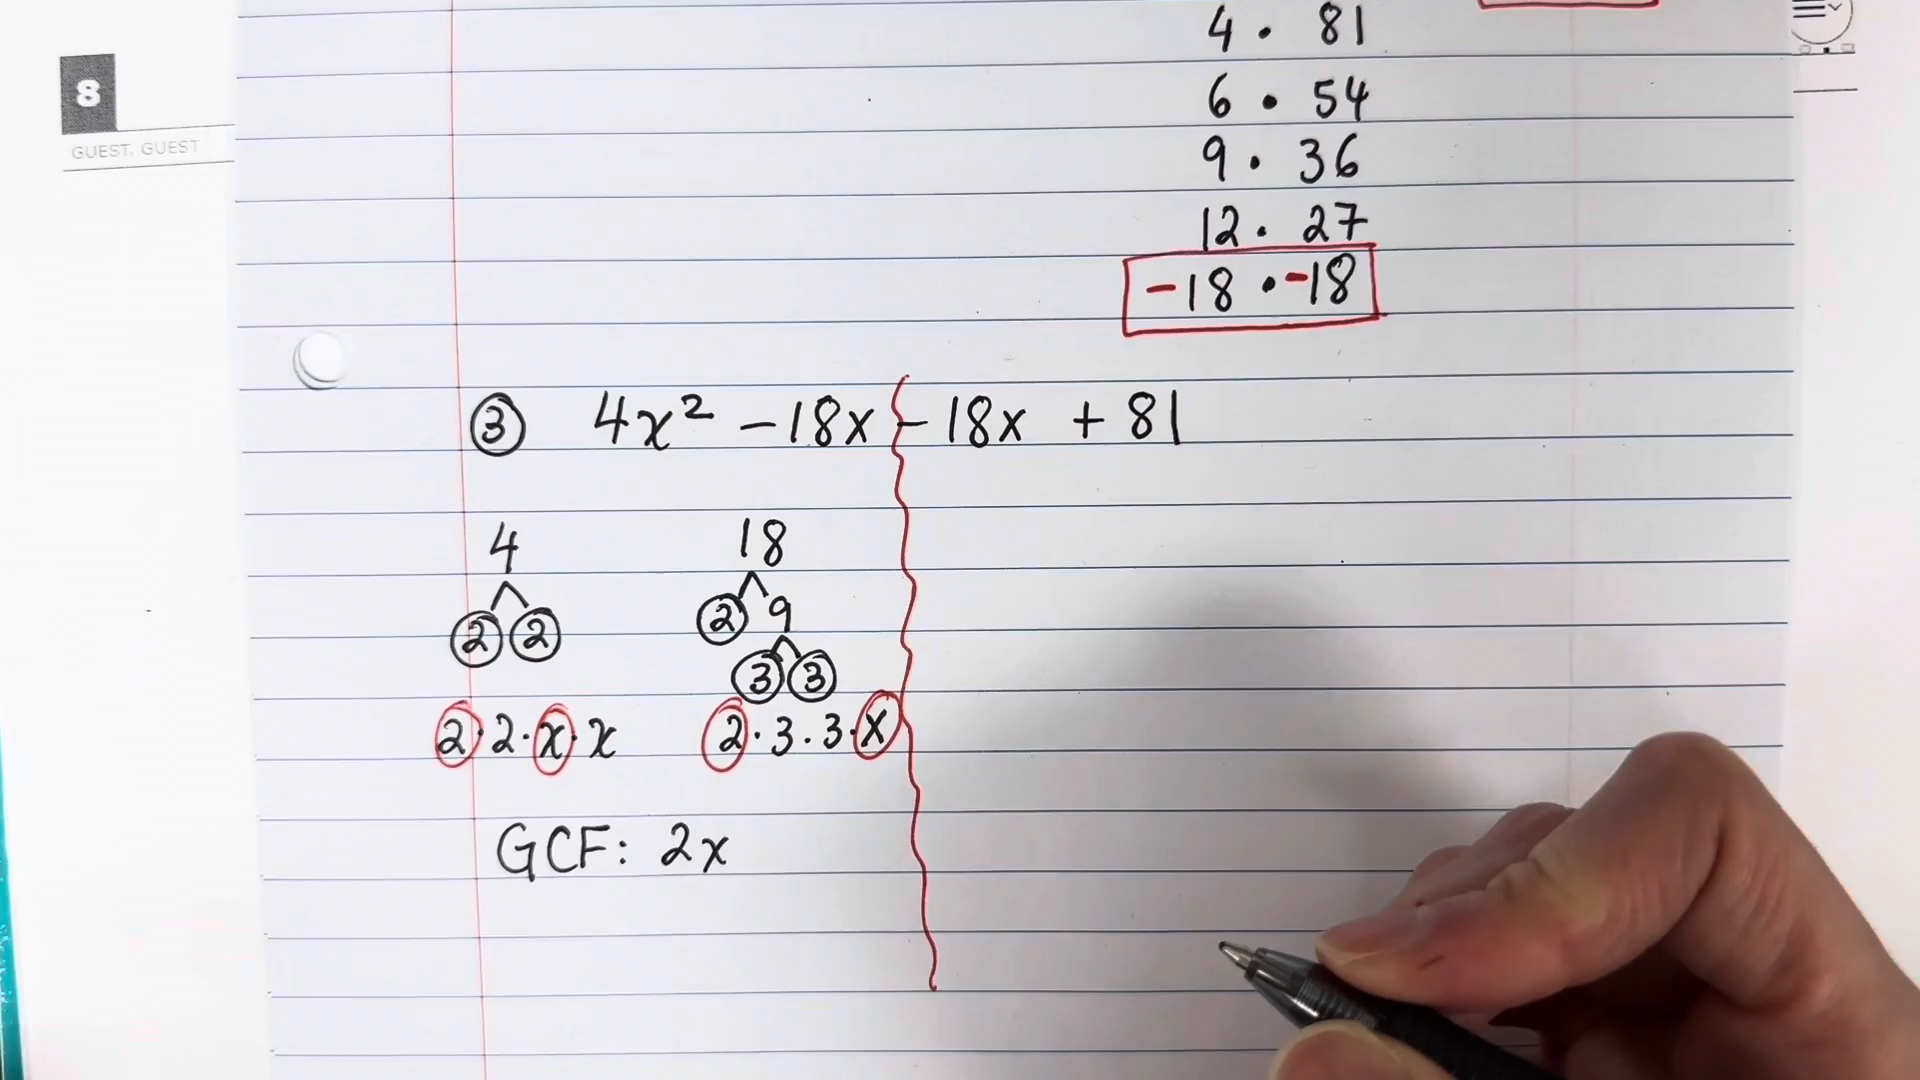 8
GUEST, GUEST
4 · 81
6 · 54
9 · 36
12 · 27
-18 · -18
③ 4x² -18x - 18x + 81
4 18
2 2 2 9
3 3
2 · 2 · x · x 2 · 3 · 3 · x
GCF: 2x